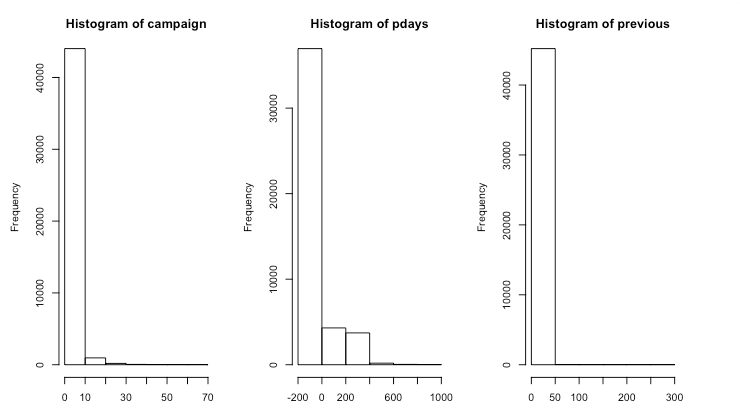 Histogram of campaign
Frequency
0 10000 20000 30000 40000
0 10 30 50 70
Histogram of pdays
Frequency
0 10000 20000 30000
-200 0 200 600 1000
Histogram of previous
Frequency
0 10000 20000 30000 40000
0 50 100 200 300